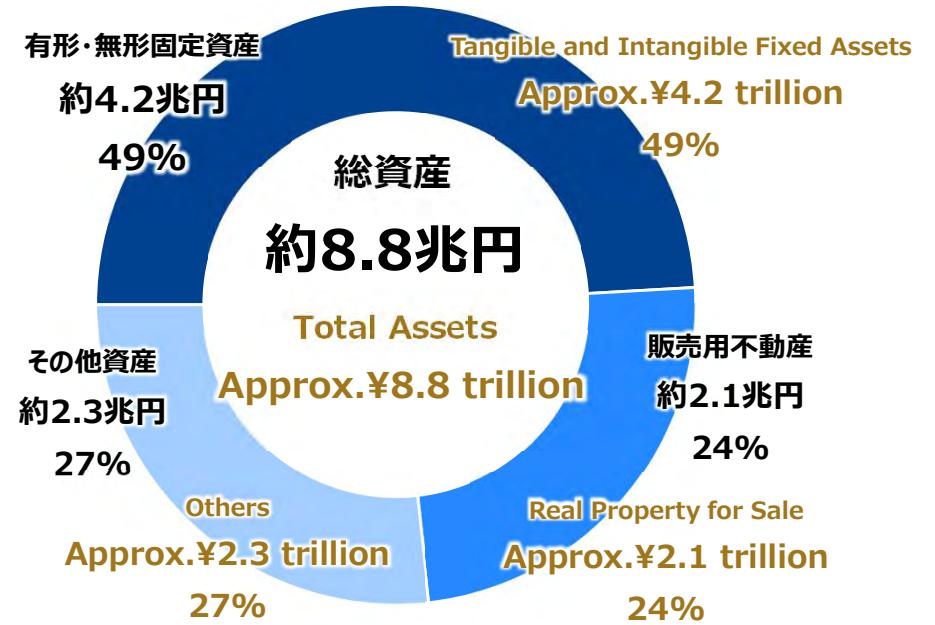 有形・無形固定資産
約4.2兆円
49%
Tangible and Intangible Fixed Assets
Approx.¥4.2 trillion
49%
総資産
約8.8兆円
Total Assets
Approx.¥8.8 trillion
その他資産
約2.3兆円
27%
Others
Approx.¥2.3 trillion
27%
販売用不動産
約2.1兆円
24%
Real Property for Sale
Approx.¥2.1 trillion
24%